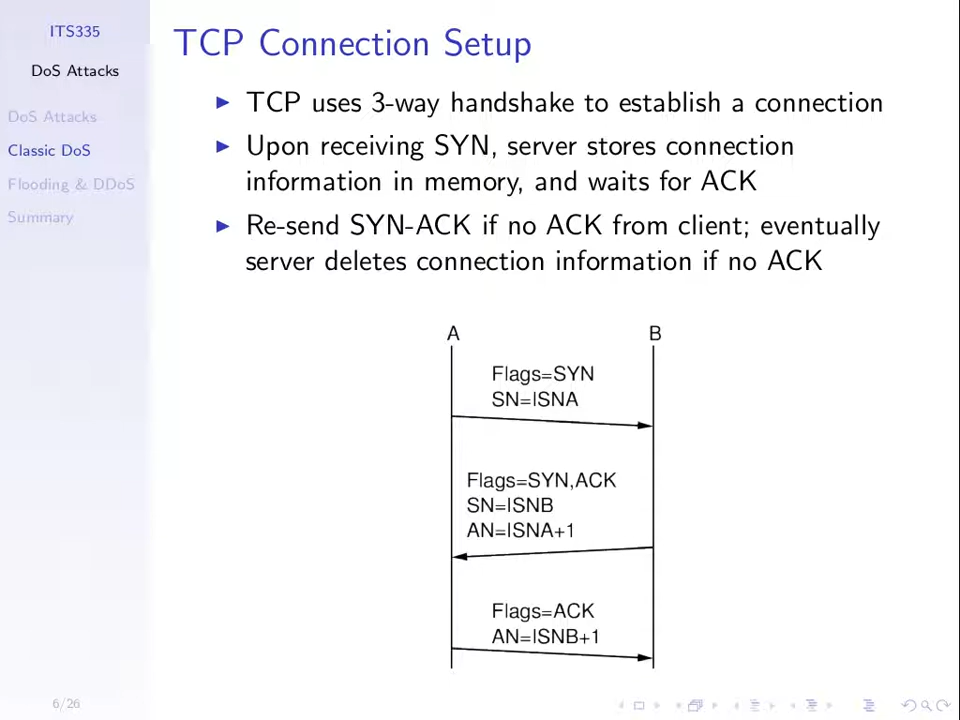 ITS335
DoS Attacks
DoS Attacks
Classic DoS
Flooding & DDoS
Summary
TCP Connection Setup
TCP uses 3-way handshake to establish a connection
Upon receiving SYN, server stores connection
information in memory, and waits for ACK
Re-send SYN-ACK if no ACK from client; eventually
server deletes connection information if no ACK
A B
Flags=SYN
SN=ISNA
Flags=SYN,ACK
SN=ISNB
AN=ISNA+1
Flags=ACK
AN=ISNB+1
6/26